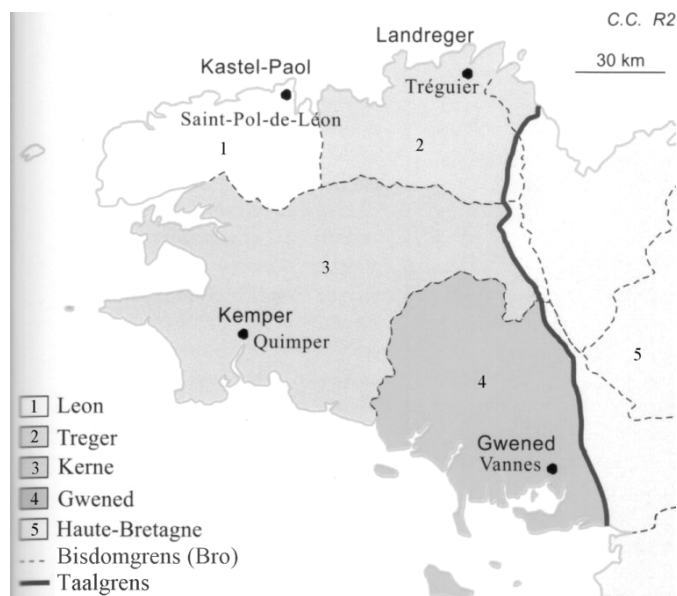 C.C. R2
30 km
Landreger
Tréguier
Kastel-Paol
Saint-Pol-de-Léon
1
2
3
Kemper
Quimper
4
5
Gwened
Vannes
1 Leon
2 Treger
3 Kerne
4 Gwened
5 Haute-Bretagne
Bisdomgrens (Bro)
Taalgrens